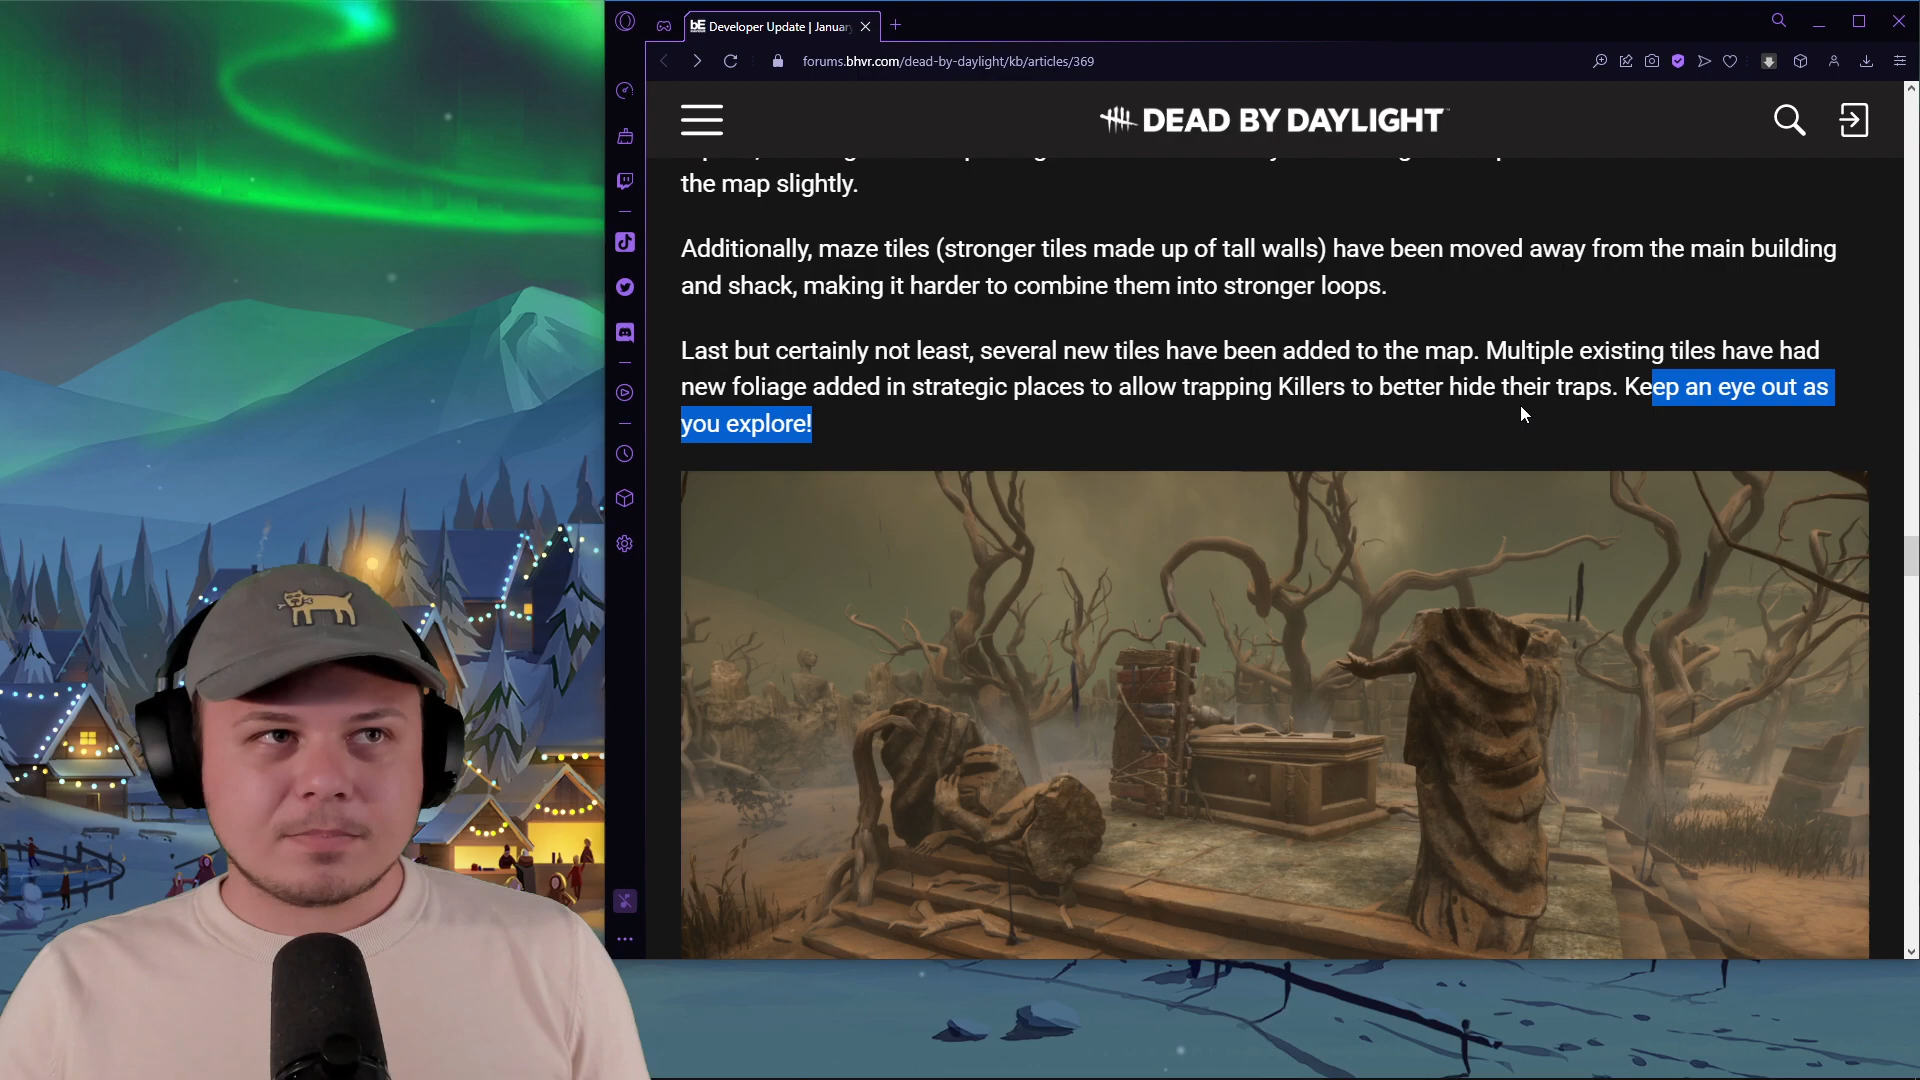 Developer Update | Januar
forums.bhvr.com/dead-by-daylight/kb/articles/369
DEAD BY DAYLIGHT
the map slightly.
Additionally, maze tiles (stronger tiles made up of tall walls) have been moved away from the main building
and shack, making it harder to combine them into stronger loops.
Last but certainly not least, several new tiles have been added to the map. Multiple existing tiles have had
new foliage added in strategic places to allow trapping Killers to better hide their traps. Keep an eye out as
you explore!